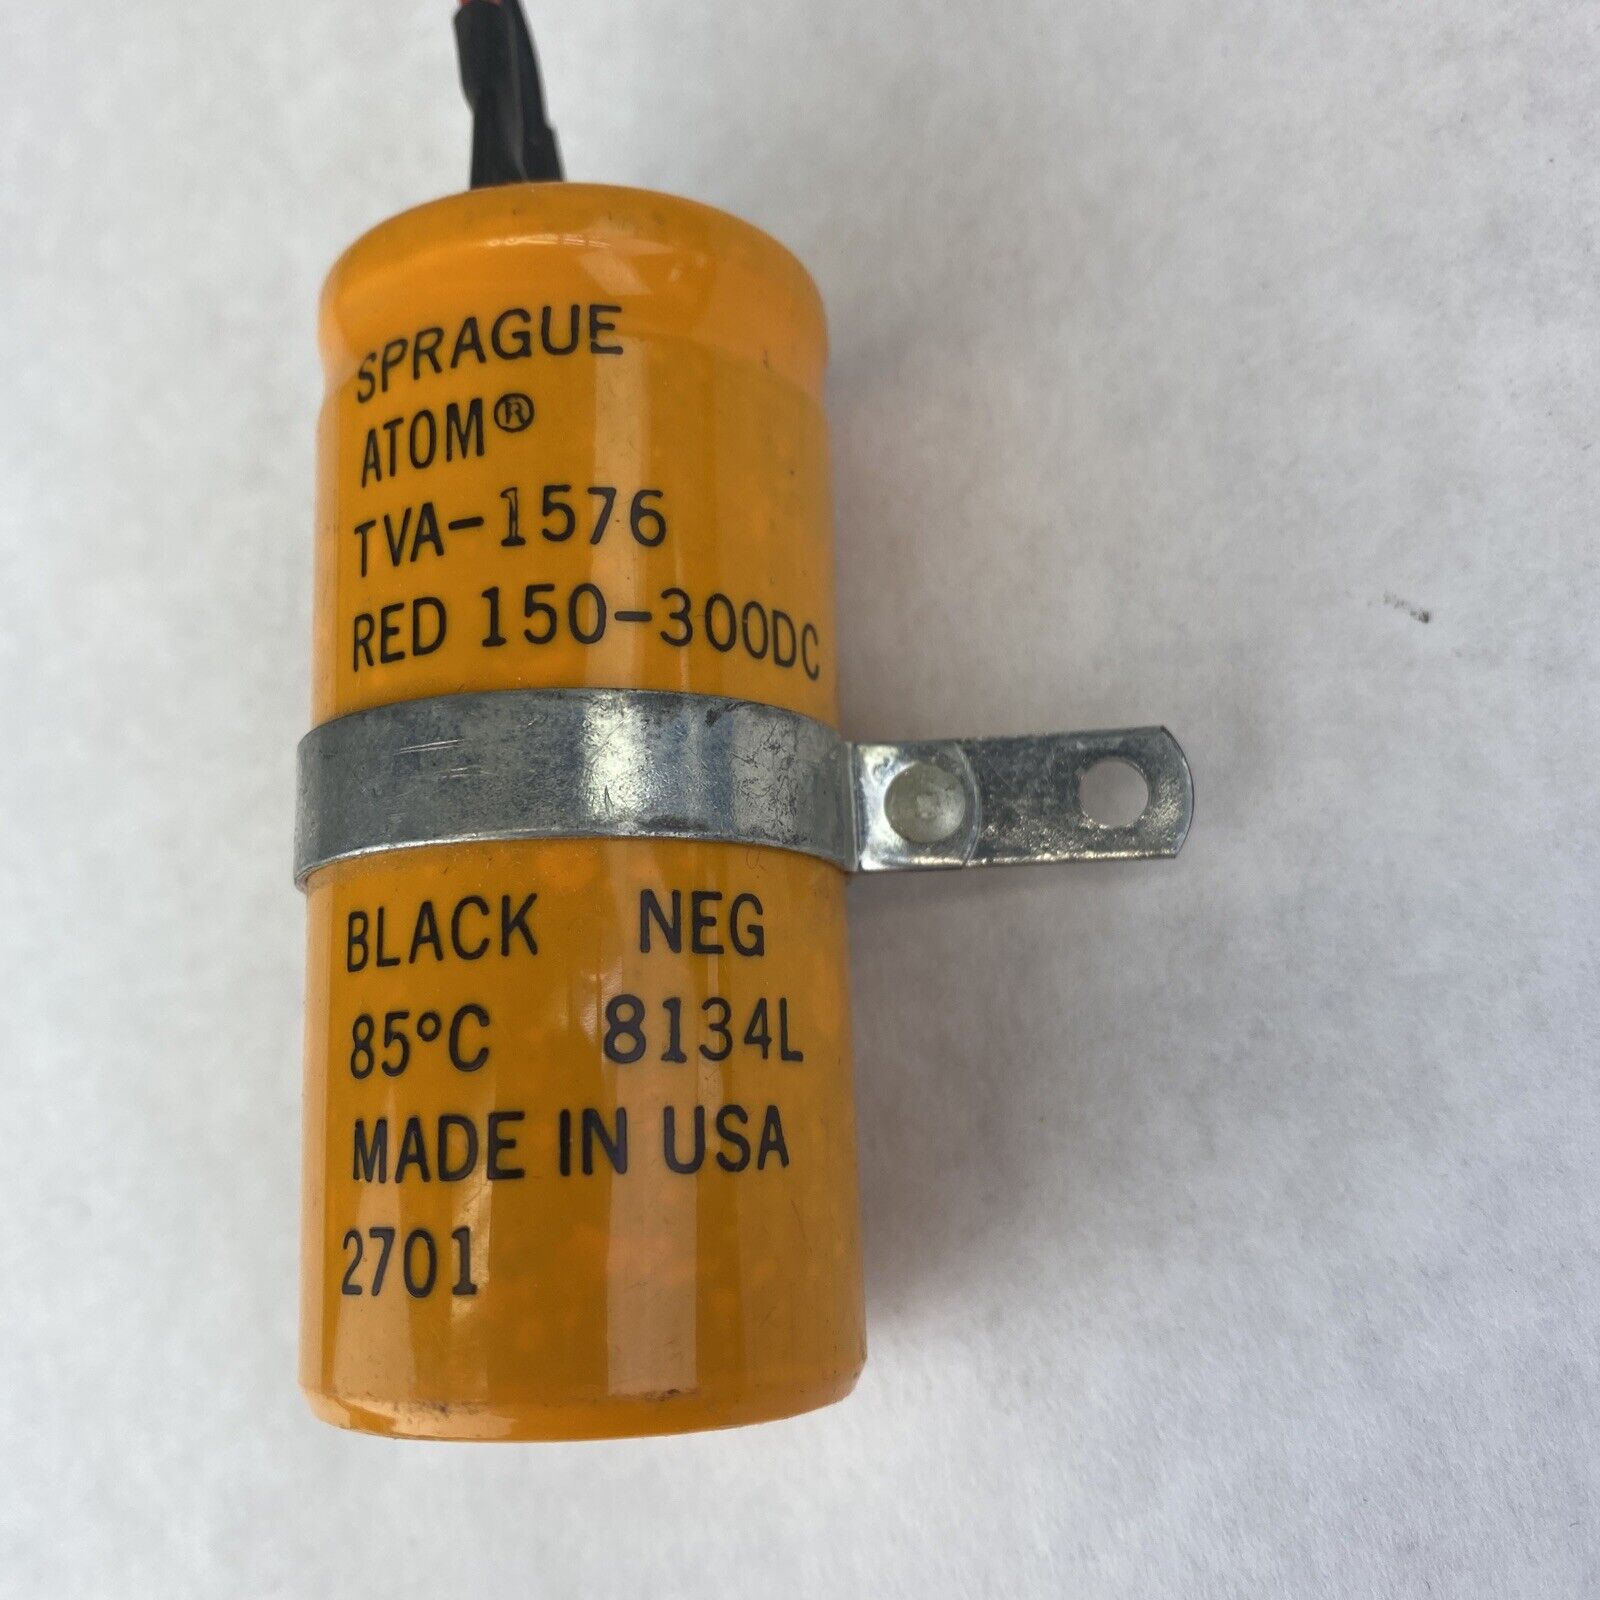 SPRAGUE
ATOM®
TVA-1576
RED 150-300DC
BLACK NEG
85°C 8134L
MADE IN USA
2701